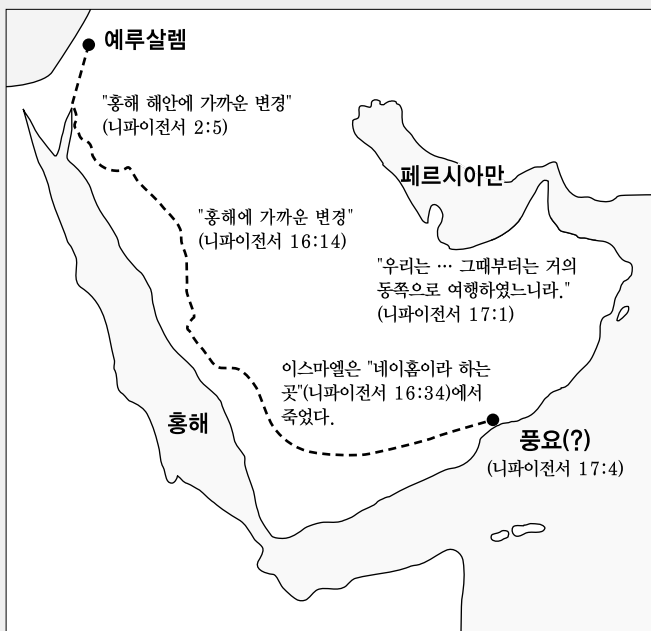 예루살렘
"홍해 해안에 가까운 변경"
(니파이전서 2:5)
페르시아만
"홍해에 가까운 변경"
(니파이전서 16:14)
"우리는 … 그때부터는 거의
동쪽으로 여행하였느니라."
(니파이전서 17:1)
이스마엘은 "네이홈이라 하는
곳"(니파이전서 16:34)에서
죽었다.
홍해
풍요(?)
(니파이전서 17:4)